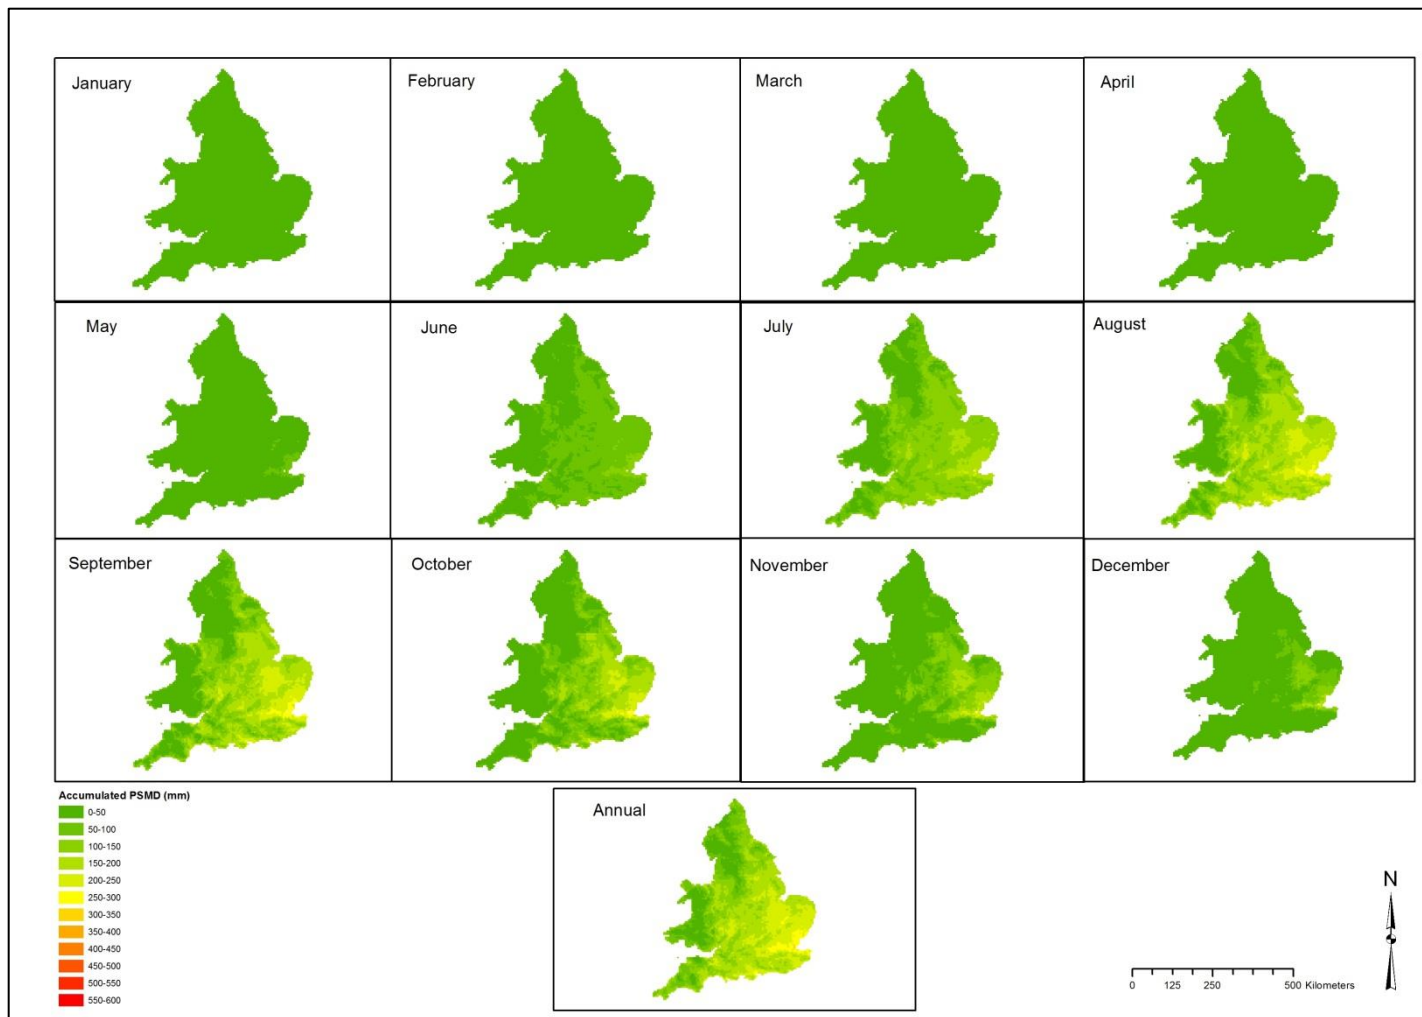 January
February
March
April
May
June
July
August
September
October
November
December
Accumulated PSMD (mm)
0-50
50-100
100-150
150-200
200-250
250-300
300-350
350-400
400-450
450-500
500-550
550-600
Annual
N
0 125 250 500 Kilometers